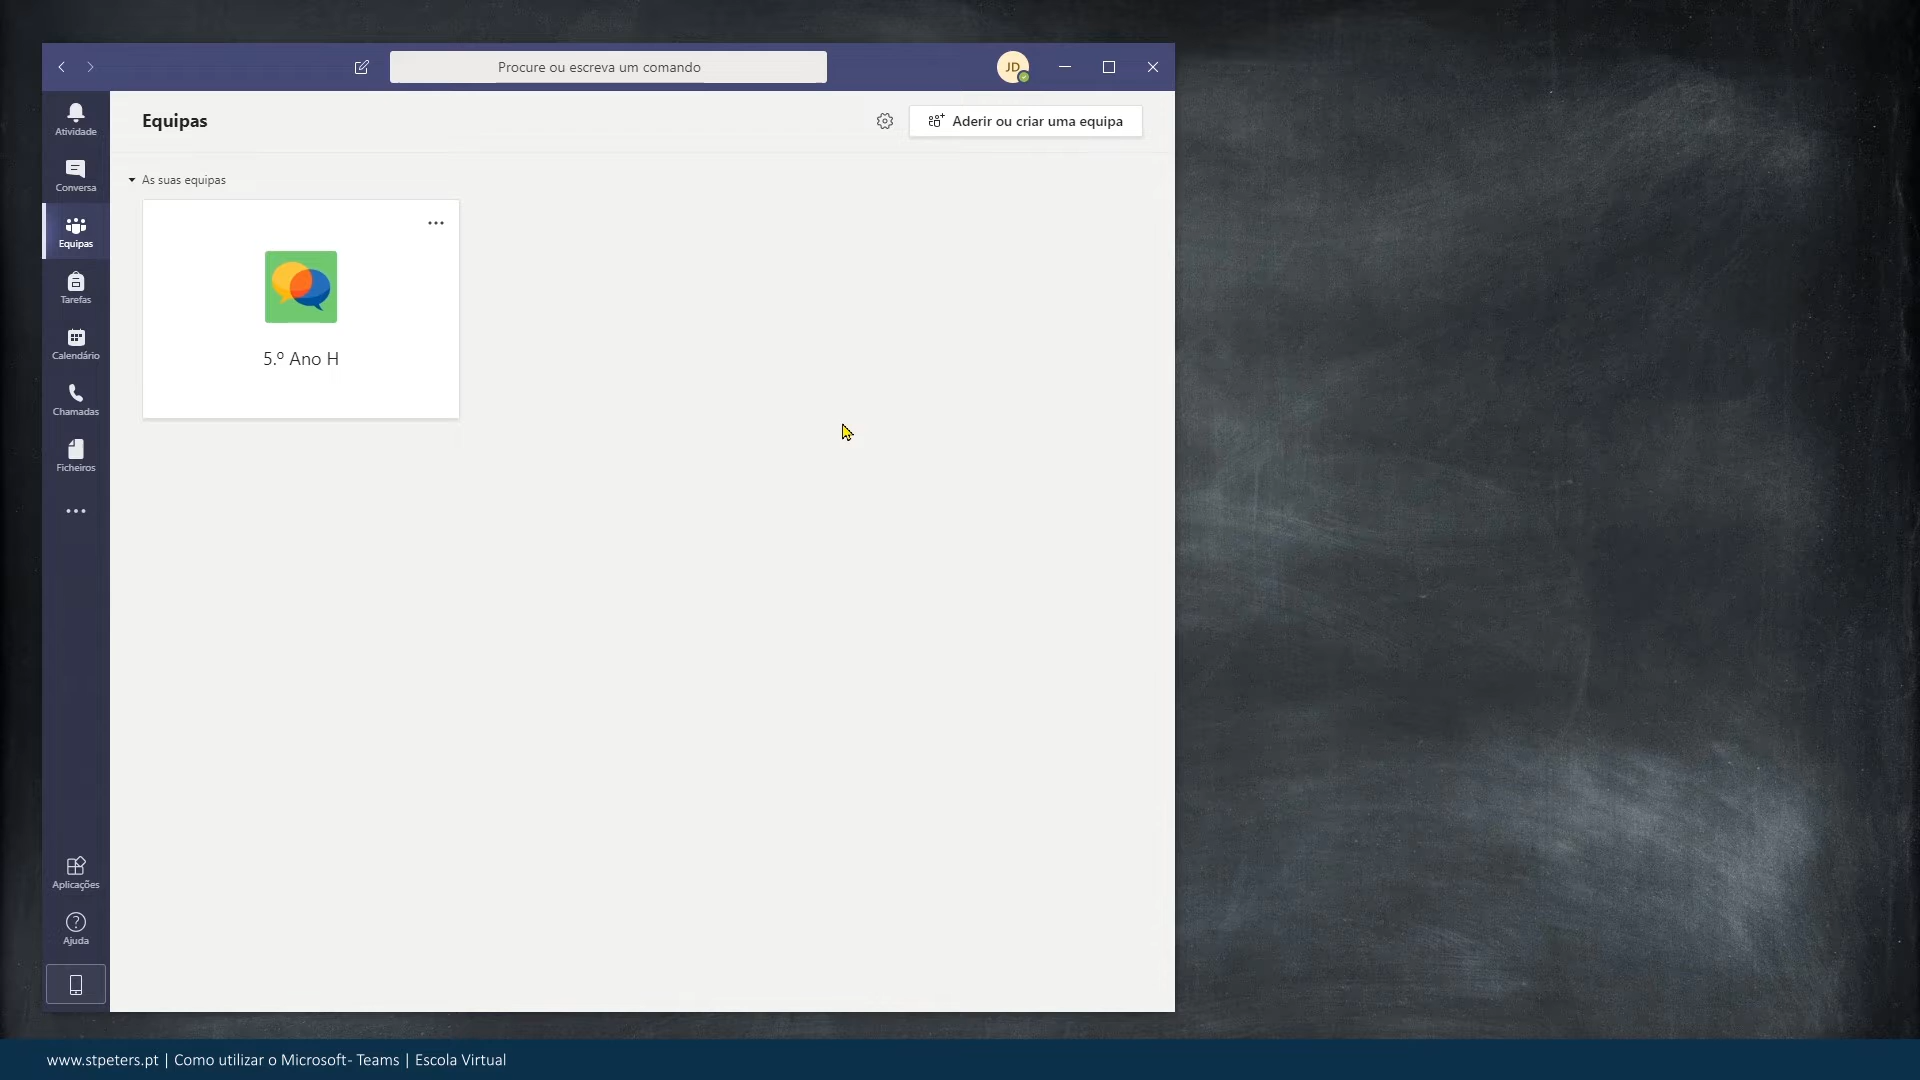 Procure ou escreva um comando
JD
Atividade
Conversa
Equipas
Tarefas
Calendário
Chamadas
Ficheiros
Aplicações
Ajuda
Equipas
Aderir ou criar uma equipa
As suas equipas
5.º Ano H
www.stpeters.pt | Como utilizar o Microsoft- Teams | Escola Virtual